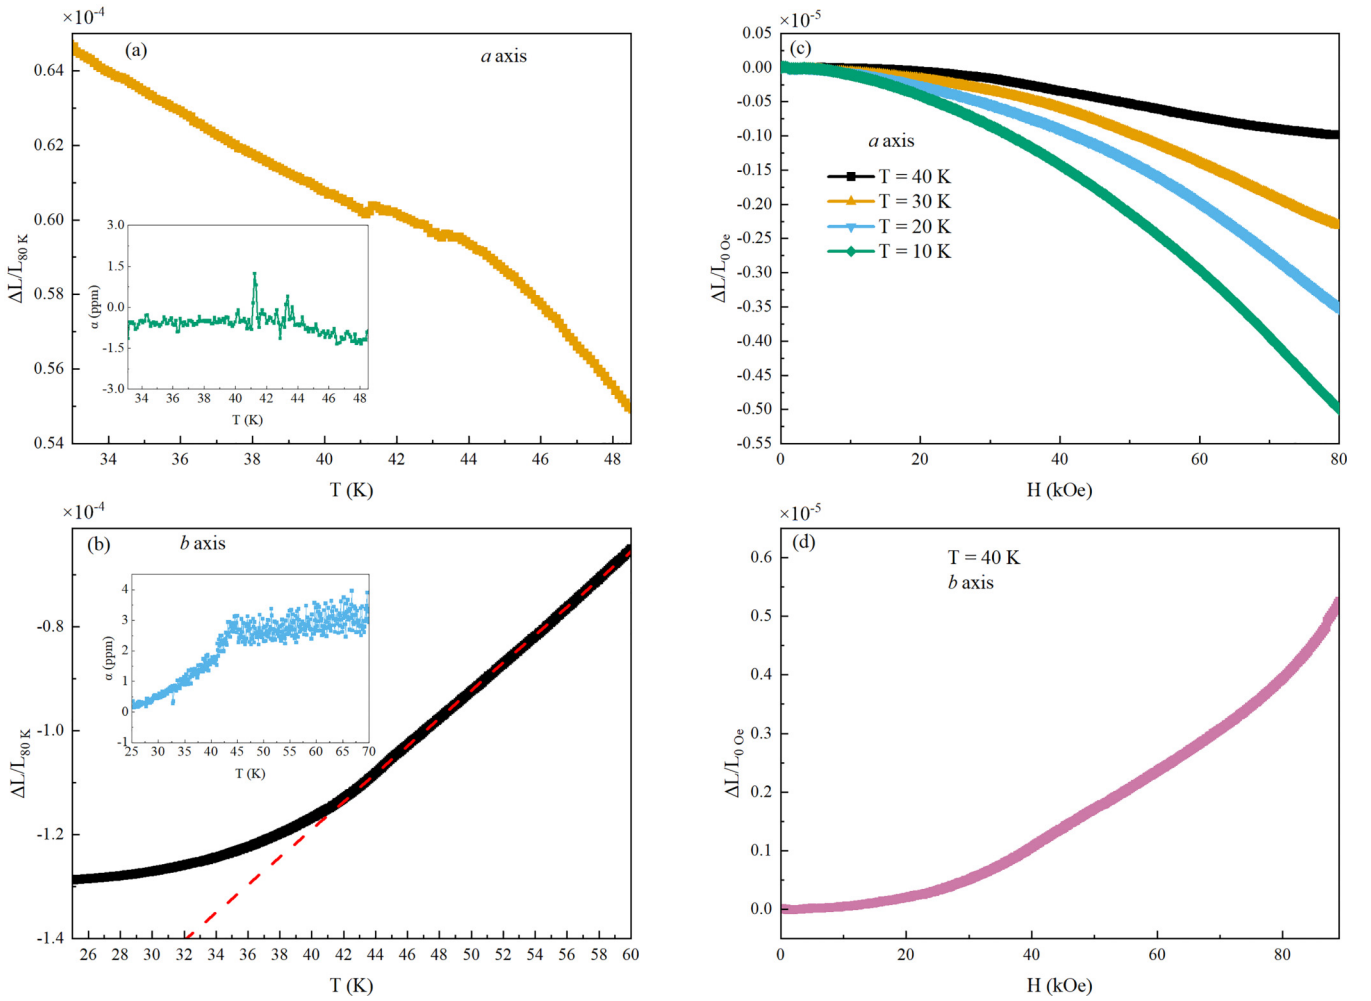 ×10⁻⁴
(a)
a axis
0.64
0.62
0.60
0.58
0.56
0.54
ΔL/L80 K
3.0
1.5
0.0
-1.5
-3.0
α (ppm)
34 36 38 40 42 44 46 48
T (K)
34 36 38 40 42 44 46 48
T (K)
×10⁻⁵
(c)
0.05
0.00
-0.05
-0.10
-0.15
-0.20
-0.25
-0.30
-0.35
-0.40
-0.45
-0.50
-0.55
ΔL/L0 Oe
a axis
T = 40 K
T = 30 K
T = 20 K
T = 10 K
0 20 40 60 80
H (kOe)
×10⁻⁴
(b)
b axis
-0.8
-1.0
-1.2
-1.4
ΔL/L80 K
4
3
2
1
0
-1
α (ppm)
25 30 35 40 45 50 55 60 65 70
T (K)
26 28 30 32 34 36 38 40 42 44 46 48 50 52 54 56 58 60
T (K)
×10⁻⁵
(d)
T = 40 K
b axis
0.6
0.5
0.4
0.3
0.2
0.1
0.0
ΔL/L0 Oe
0 20 40 60 80
H (kOe)